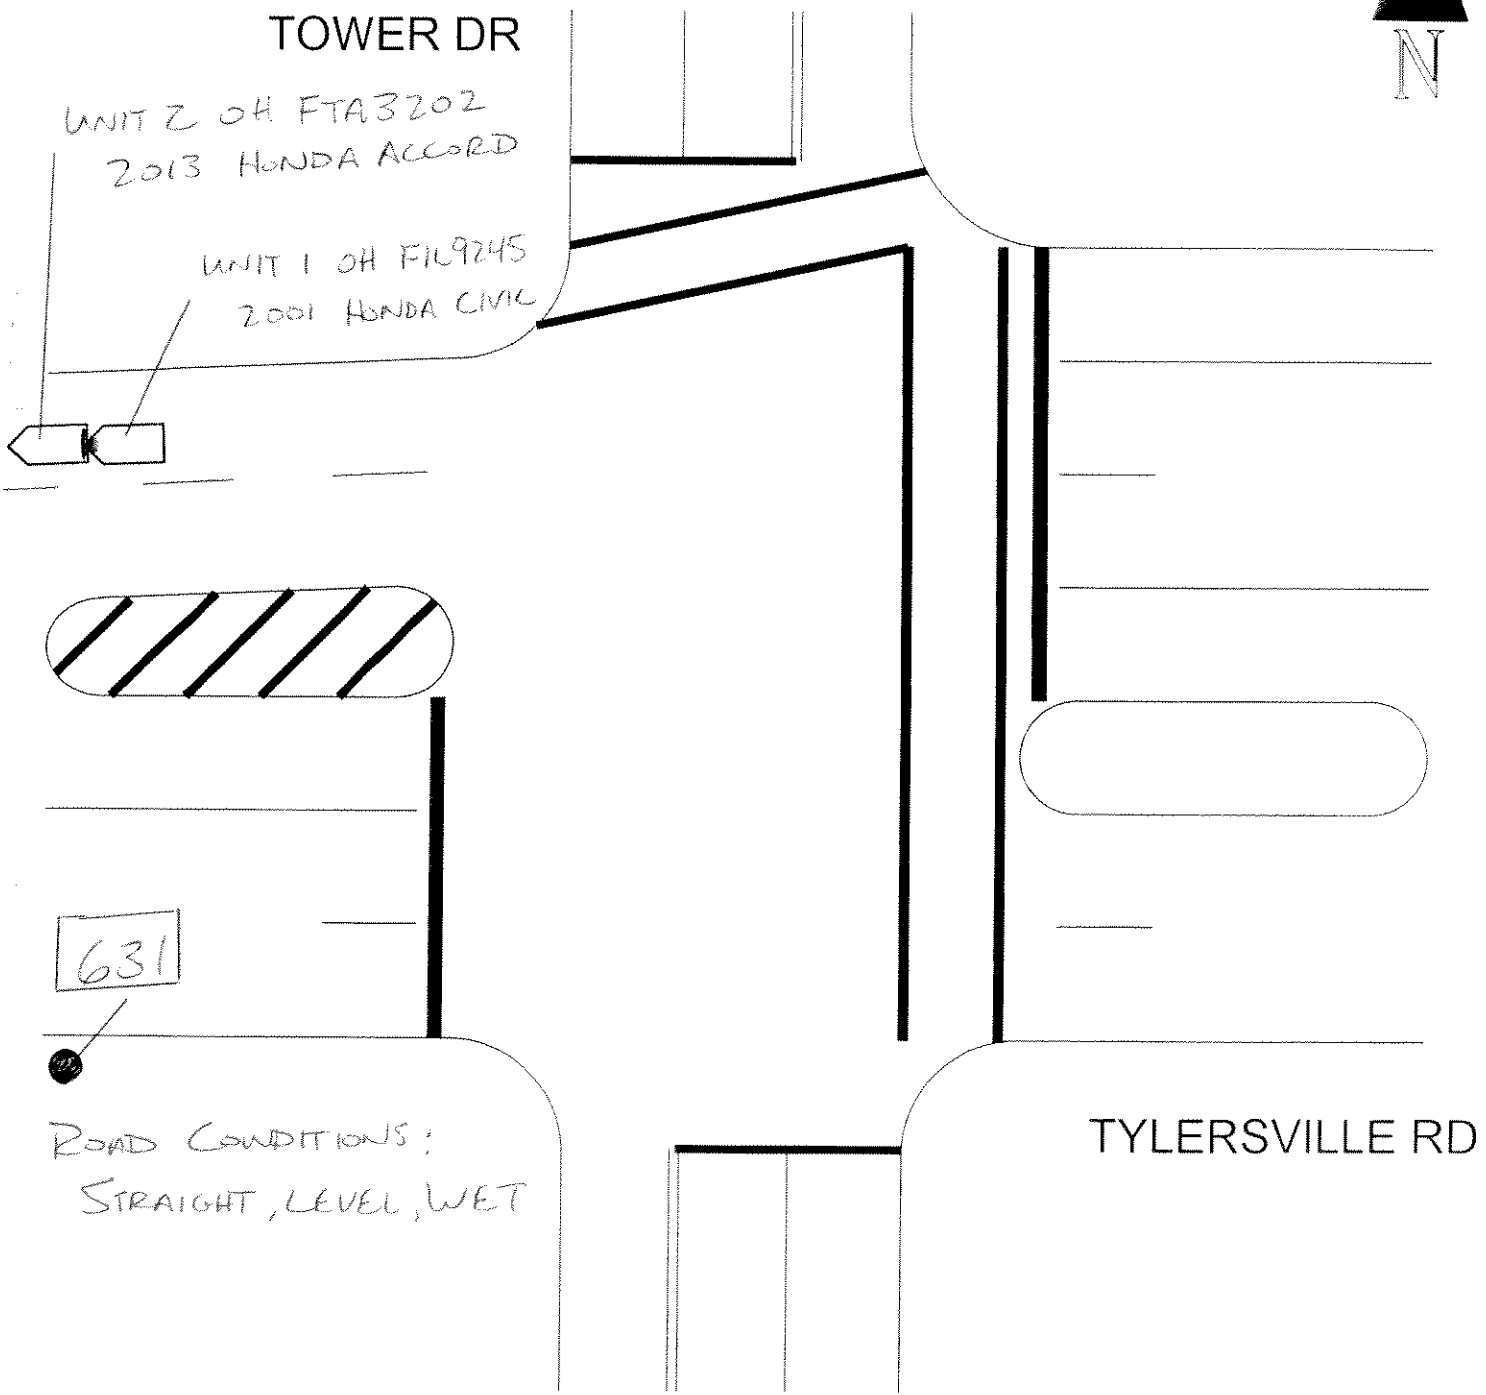 TOWER DR
N
UNIT 2 OH FTA3202
2013 HONDA ACCORD
UNIT 1 OH FIL9245
2001 HONDA CIVIC
631
ROAD CONDITIONS:
STRAIGHT, LEVEL, WET
TYLERSVILLE RD